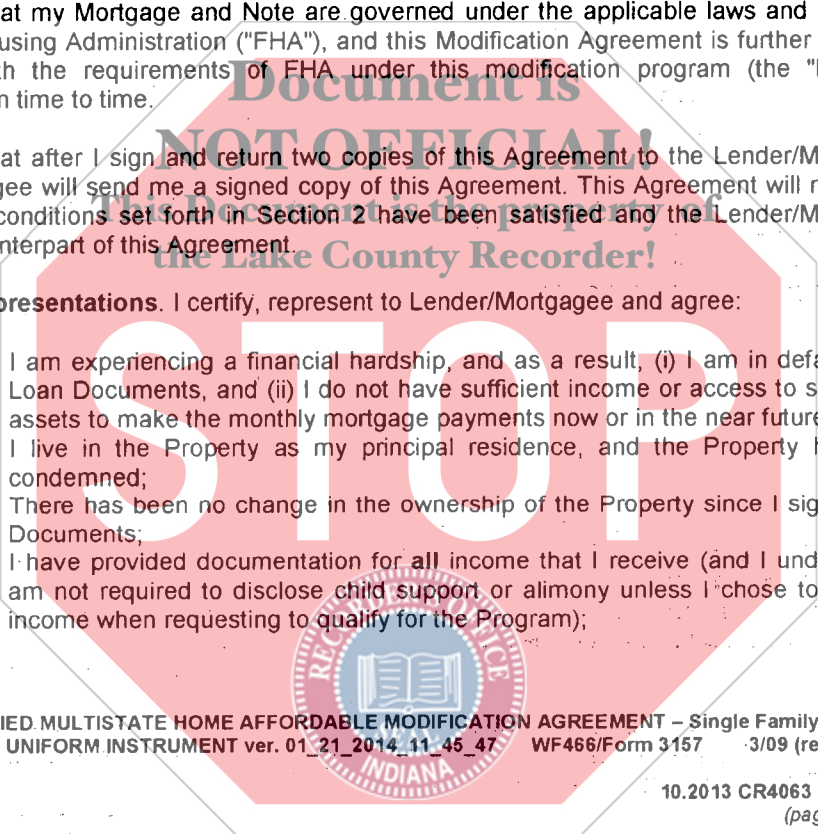 at my Mortgage and Note are governed under the applicable laws and
using Administration ("FHA"), and this Modification Agreement is further
h the requirements of FHA under this modification program (the "
n time to time.
Document is
NOT OFFICIAL!
This Document is the property of
the Lake County Recorder!
at after I sign and return two copies of this Agreement to the Lender/M
gee will send me a signed copy of this Agreement. This Agreement will
conditions set forth in Section 2 have been satisfied and the Lender/M
nterpart of this Agreement.
presentations. I certify, represent to Lender/Mortgagee and agree:
STOP
I am experiencing a financial hardship, and as a result, (i) I am in defa
Loan Documents, and (ii) I do not have sufficient income or access to s
assets to make the monthly mortgage payments now or in the near future
I live in the Property as my principal residence, and the Property h
condemned;
There has been no change in the ownership of the Property since I sig
Documents;
I have provided documentation for all income that I receive (and I und
am not required to disclose child support or alimony unless I chose to
income when requesting to qualify for the Program);
RECORDER'S OFFICE
SEAL
INDIANA
IED MULTISTATE HOME AFFORDABLE MODIFICATION AGREEMENT – Single Family
UNIFORM INSTRUMENT ver. 01_21_2014_11_45_47 WF466/Form 3157 3/09 (re
10.2013 CR4063
(pag